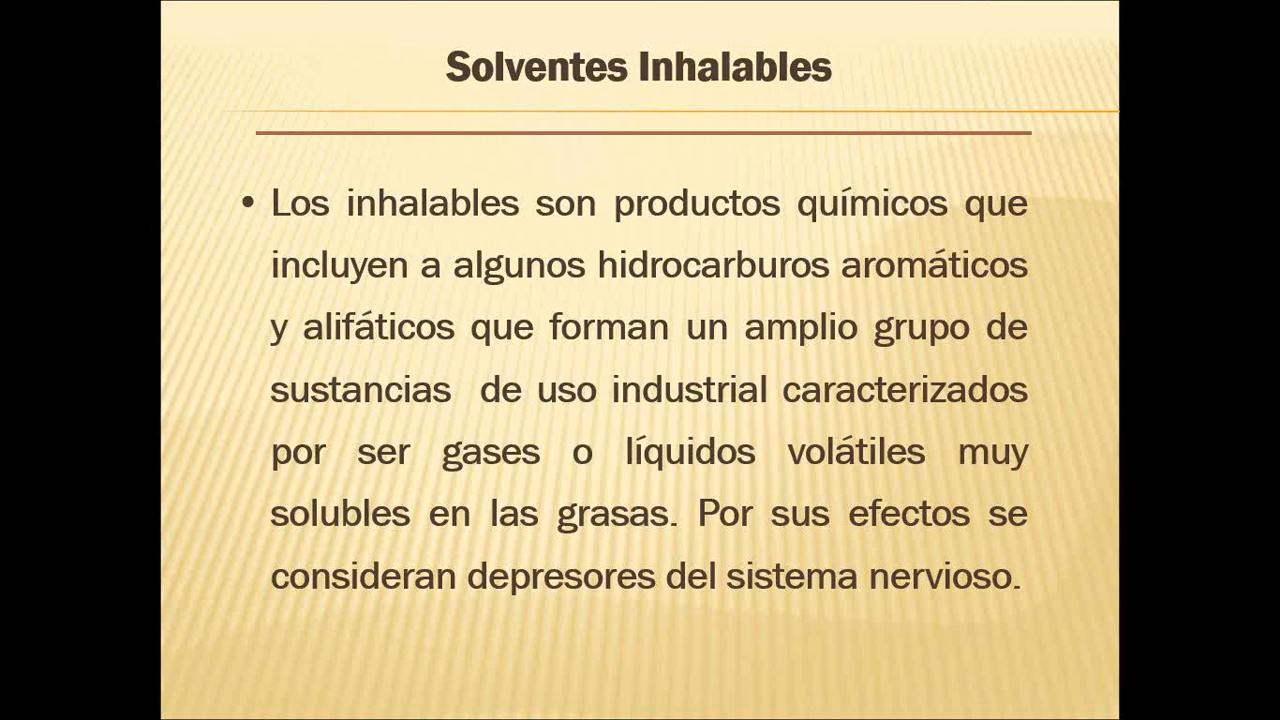 Solventes Inhalables
• Los inhalables son productos químicos que
incluyen a algunos hidrocarburos aromáticos
y alifáticos que forman un amplio grupo de
sustancias de uso industrial caracterizados
por ser gases o líquidos volátiles muy
solubles en las grasas. Por sus efectos se
consideran depresores del sistema nervioso.